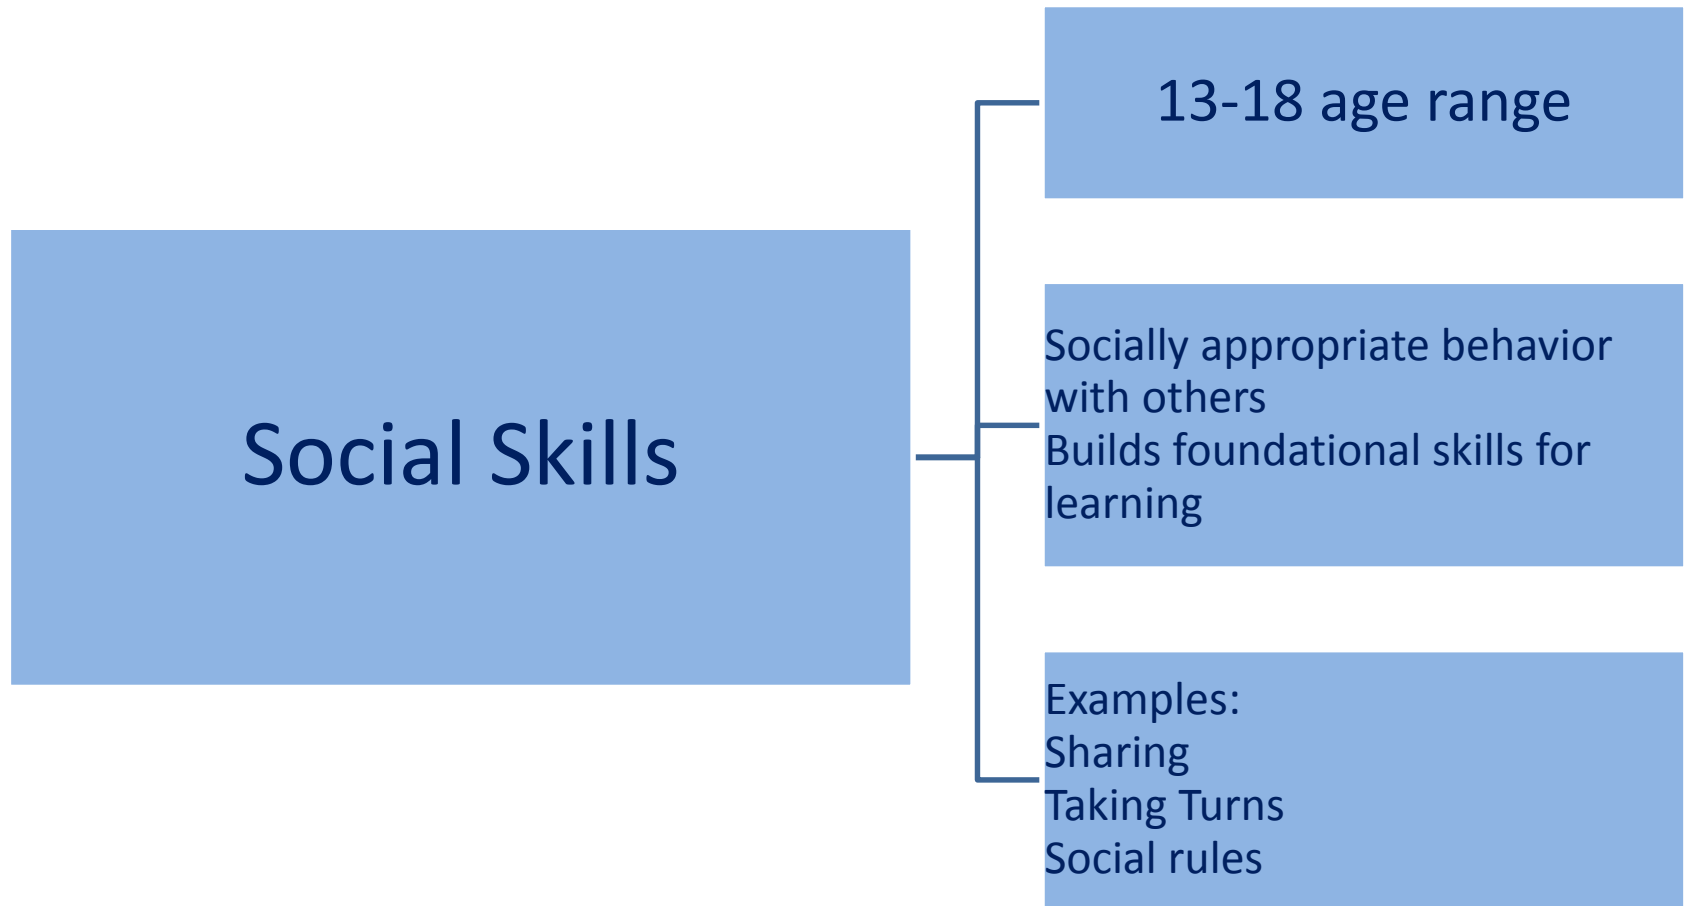 Social Skills
13-18 age range
Socially appropriate behavior
with others
Builds foundational skills for
learning
Examples:
Sharing
Taking Turns
Social rules